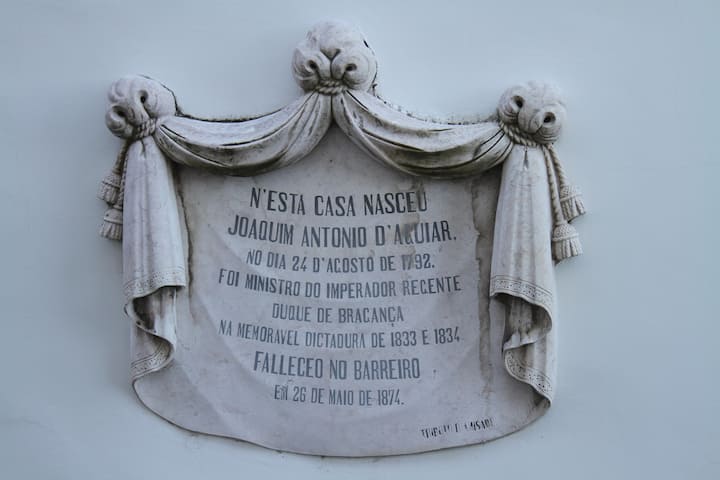 N'ESTA CASA NASCEU
JOAQUIM ANTONIO D'AGUIAR.
NO DIA 24 D'AGOSTO DE 1792.
FOI MINISTRO DO IMPERADOR REGENTE
DUQUE DE BRAGANÇA
NA MEMORAVEL DICTADURA DE 1833 E 1834
FALLECEO NO BARREIRO
EM 26 DE MAIO DE 1874.